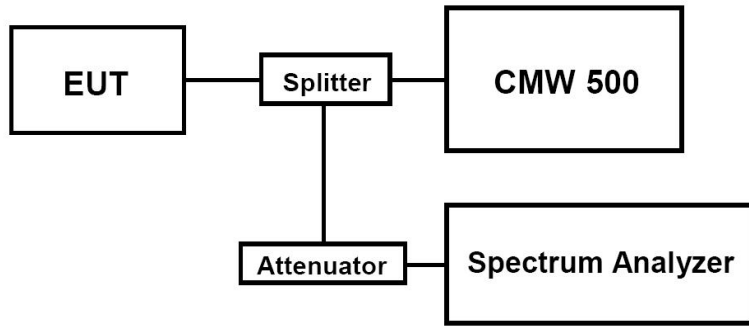 EUT
Splitter
CMW 500
Attenuator
Spectrum Analyzer